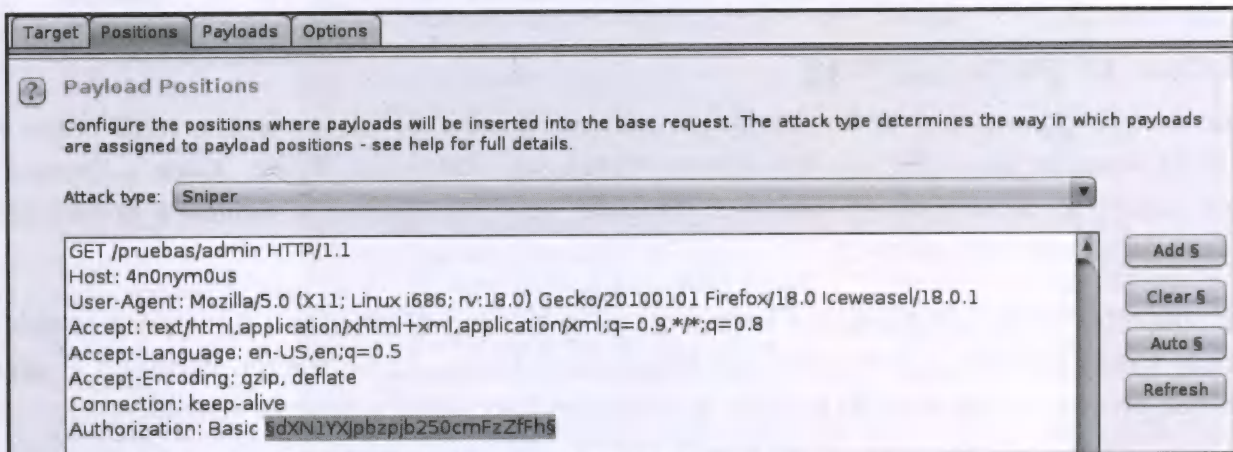 Target Positions Payloads Options
? Payload Positions
Configure the positions where payloads will be inserted into the base request. The attack type determines the way in which payloads
are assigned to payload positions - see help for full details.
Attack type: Sniper
GET /pruebas/admin HTTP/1.1
Host: 4n0nym0us
User-Agent: Mozilla/5.0 (X11; Linux i686; rv:18.0) Gecko/20100101 Firefox/18.0 Iceweasel/18.0.1
Accept: text/html,application/xhtml+xml,application/xml;q=0.9,*/*;q=0.8
Accept-Language: en-US,en;q=0.5
Accept-Encoding: gzip, deflate
Connection: keep-alive
Authorization: Basic §dXN1YXJpbzpjb250cmFzZfFh§
Add §
Clear §
Auto §
Refresh